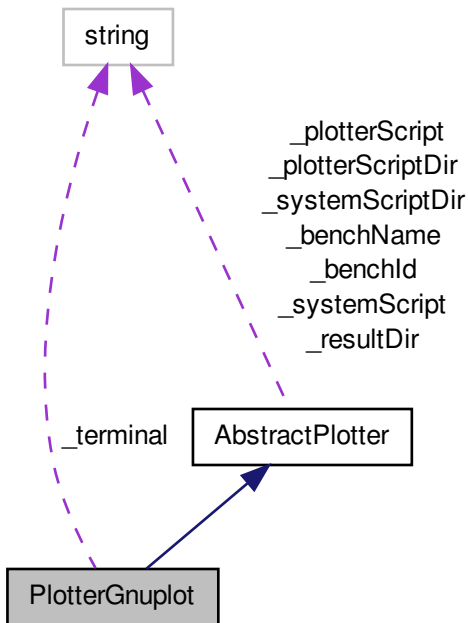 string
_plotterScript
_plotterScriptDir
_systemScriptDir
_benchName
_benchId
_systemScript
_resultDir
_terminal
AbstractPlotter
PlotterGnuplot